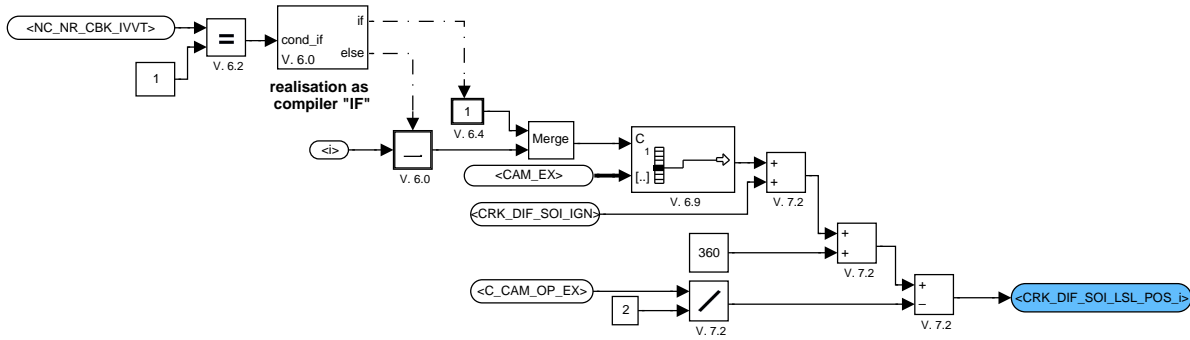 <NC_NR_CBK_IVVT>
=
V. 6.2
1
if
cond_if
else
V. 6.0
realisation as
compiler "IF"
1
V. 6.4
<i>
V. 6.0
Merge
<CAM_EX>
C
1
[..]
V. 6.9
<CRK_DIF_SOI_IGN>
+
+
V. 7.2
360
+
+
V. 7.2
<C_CAM_OP_EX>
2
V. 7.2
+
–
V. 7.2
<CRK_DIF_SOI_LSL_POS_i>